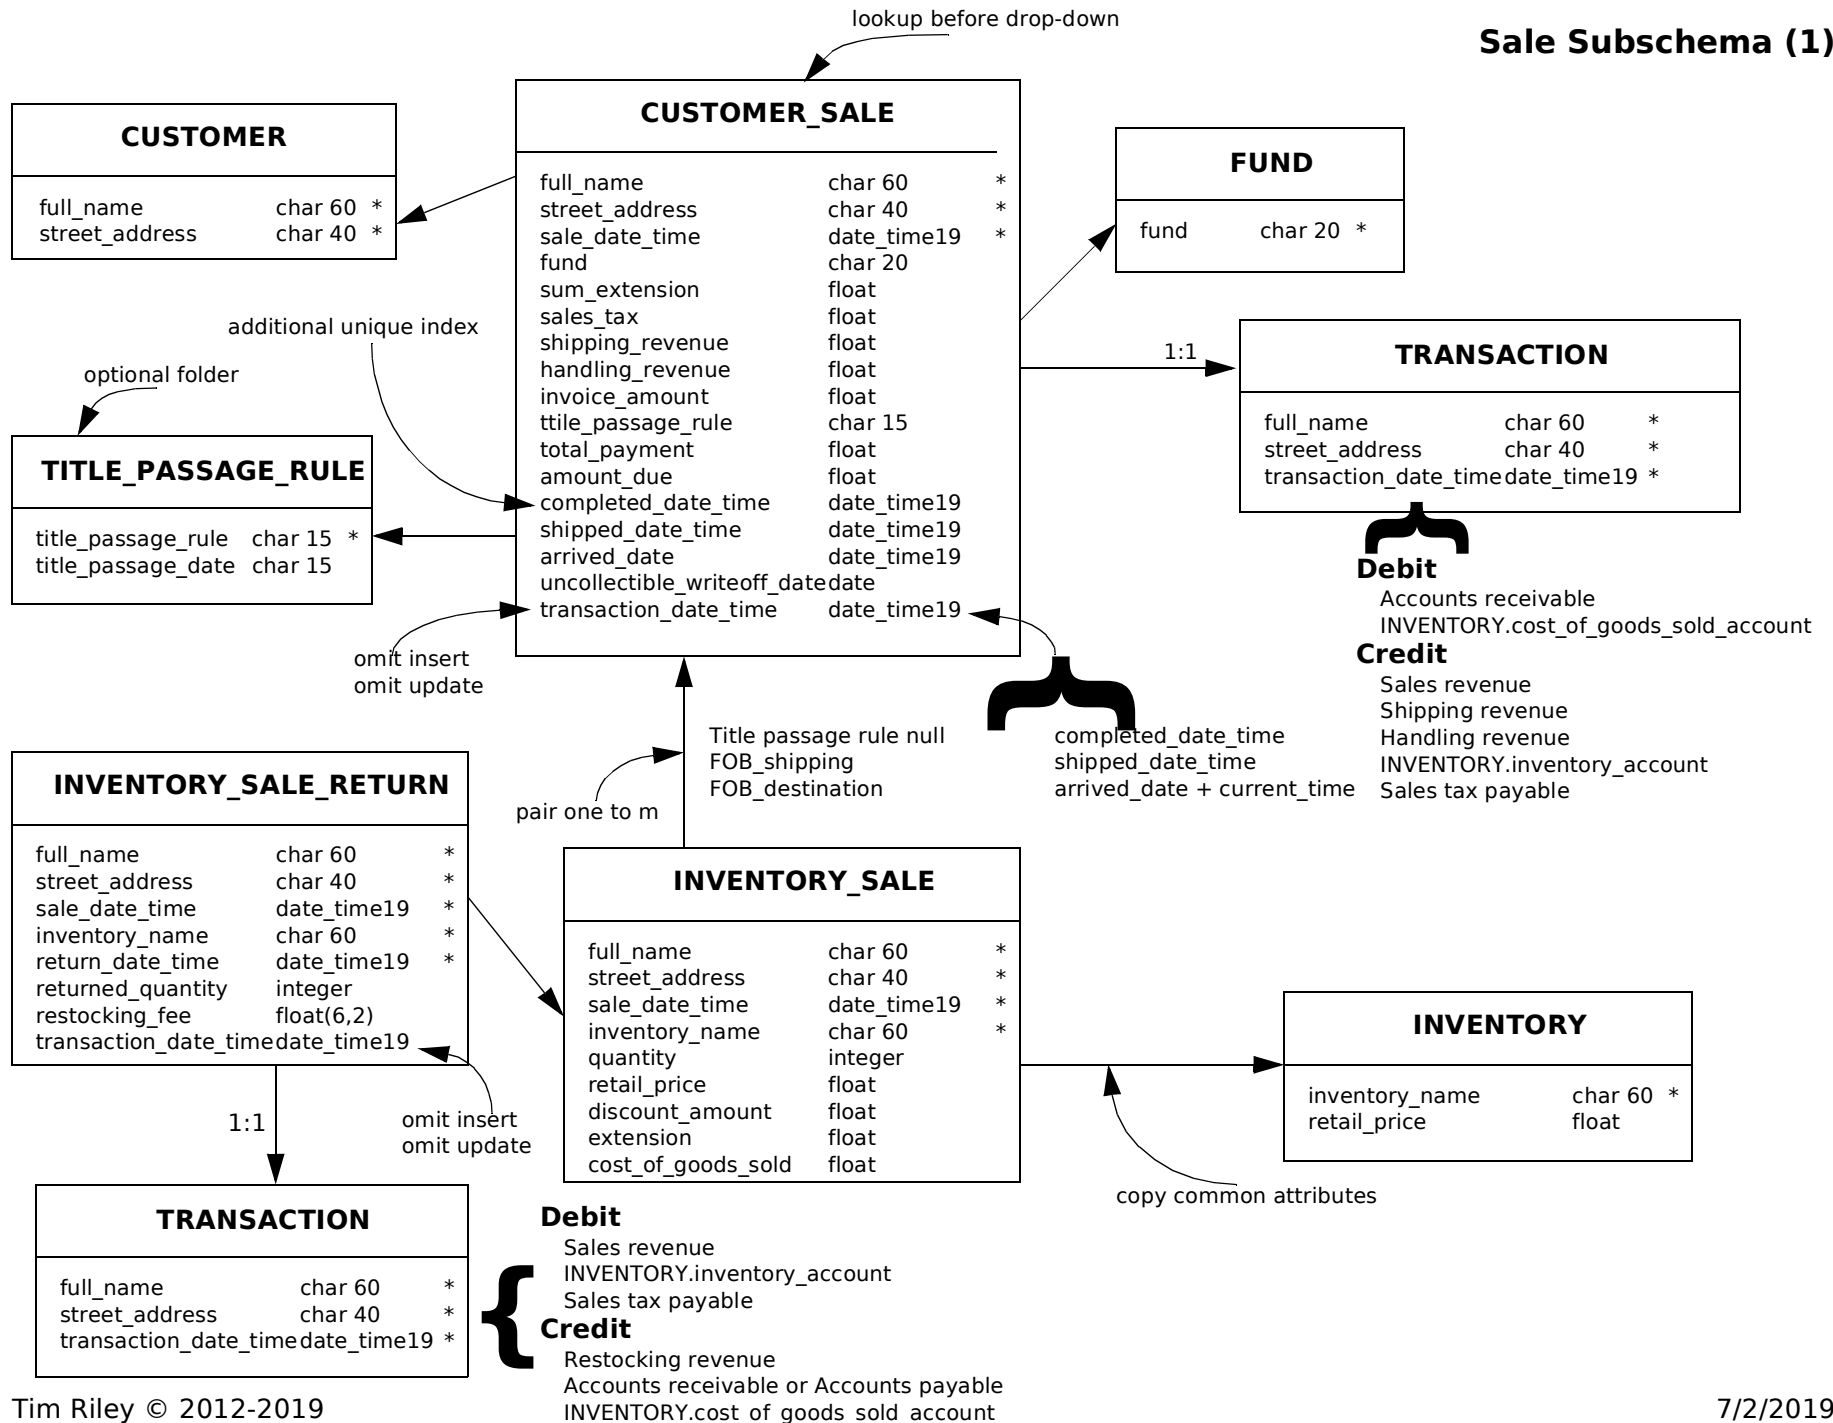 lookup before drop-down
Sale Subschema (1)
CUSTOMER
full_name char 60 *
street_address char 40 *
CUSTOMER_SALE
full_name char 60 *
street_address char 40 *
sale_date_time date_time19 *
fund char 20
sum_extension float
sales_tax float
shipping_revenue float
handling_revenue float
invoice_amount float
ttile_passage_rule char 15
total_payment float
amount_due float
completed_date_time date_time19
shipped_date_time date_time19
arrived_date date_time19
uncollectible_writeoff_date date
transaction_date_time date_time19
FUND
fund char 20 *
additional unique index
optional folder
1:1
TRANSACTION
full_name char 60 *
street_address char 40 *
transaction_date_time date_time19 *
Debit
Accounts receivable
INVENTORY.cost_of_goods_sold_account
Credit
Sales revenue
Shipping revenue
Handling revenue
INVENTORY.inventory_account
Sales tax payable
TITLE_PASSAGE_RULE
title_passage_rule char 15 *
title_passage_date char 15
omit insert
omit update
Title passage rule null completed_date_time
FOB_shipping shipped_date_time
FOB_destination arrived_date + current_time
pair one to m
INVENTORY_SALE_RETURN
full_name char 60 *
street_address char 40 *
sale_date_time date_time19 *
inventory_name char 60 *
return_date_time date_time19 *
returned_quantity integer
restocking_fee float(6,2)
transaction_date_time date_time19
INVENTORY_SALE
full_name char 60 *
street_address char 40 *
sale_date_time date_time19 *
inventory_name char 60 *
quantity integer
retail_price float
discount_amount float
extension float
cost_of_goods_sold float
INVENTORY
inventory_name char 60 *
retail_price float
copy common attributes
1:1
omit insert
omit update
TRANSACTION
full_name char 60 *
street_address char 40 *
transaction_date_time date_time19 *
Debit
Sales revenue
INVENTORY.inventory_account
Sales tax payable
Credit
Restocking revenue
Accounts receivable or Accounts payable
INVENTORY.cost_of_goods_sold_account
Tim Riley © 2012-2019
7/2/2019